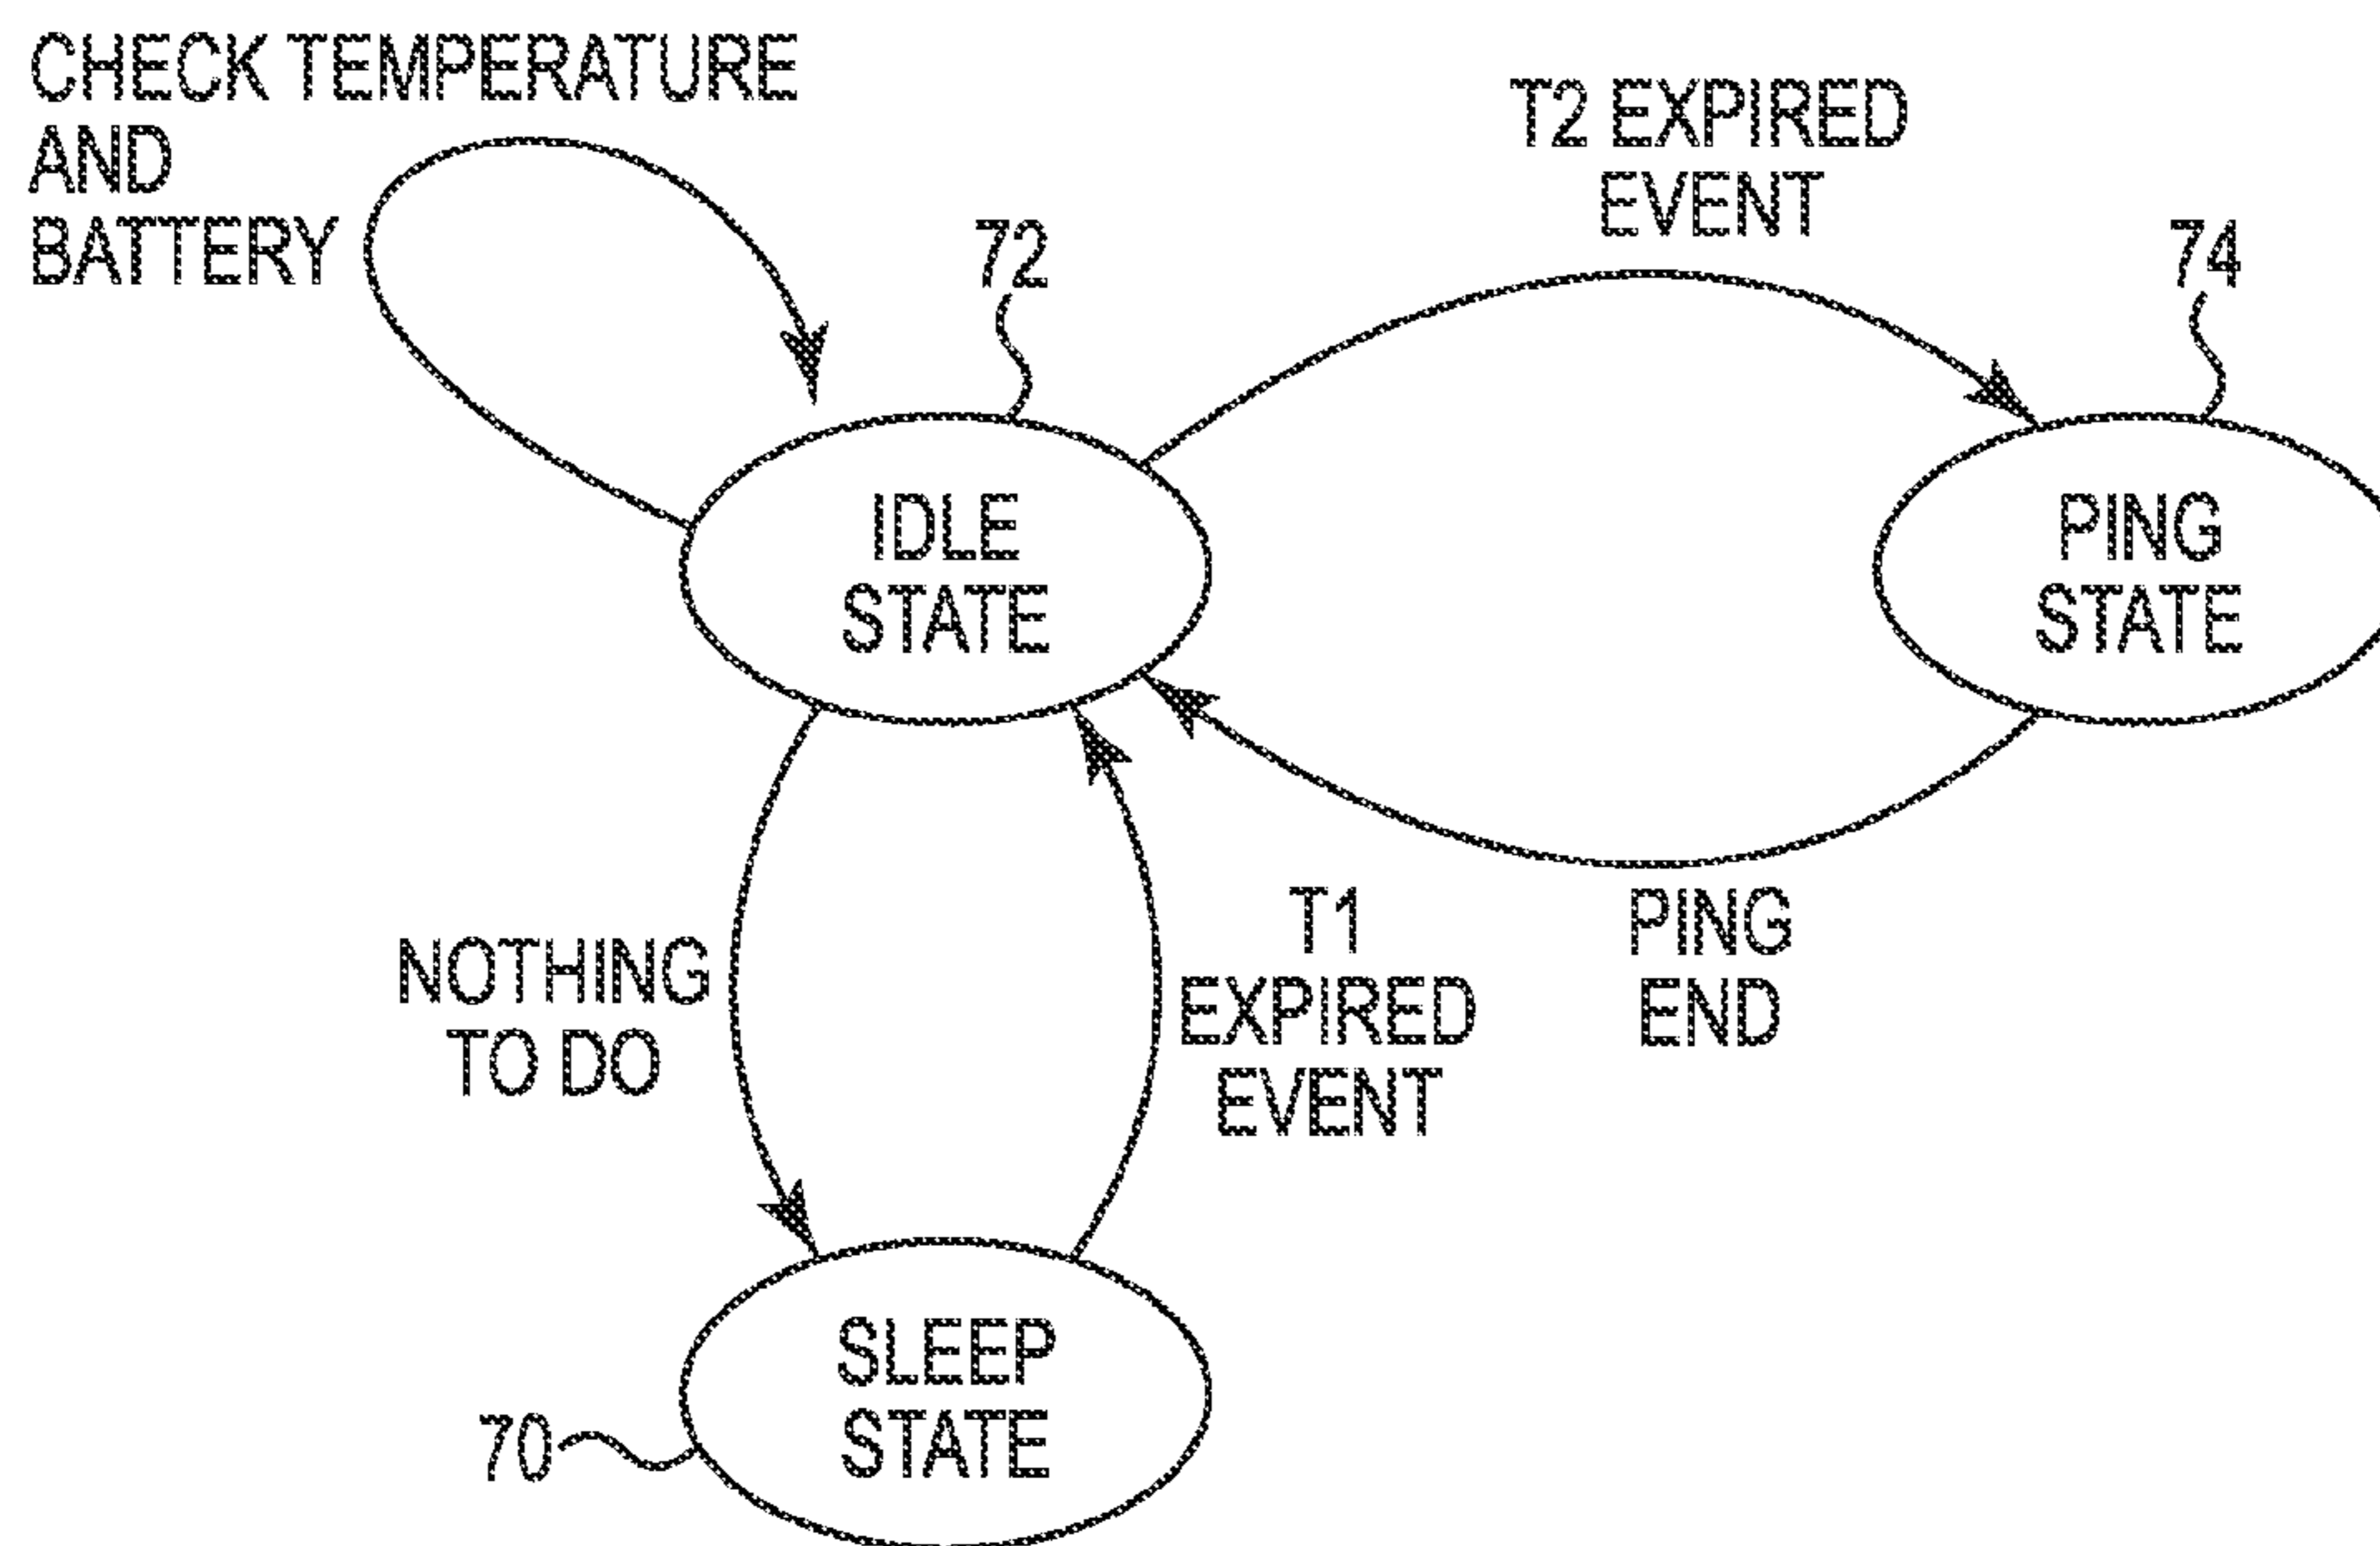 CHECK TEMPERATURE
AND
BATTERY
T2 EXPIRED
EVENT
72
74
IDLE
STATE
PING
STATE
NOTHING
TO DO
T1
EXPIRED
EVENT
PING
END
SLEEP
STATE
70